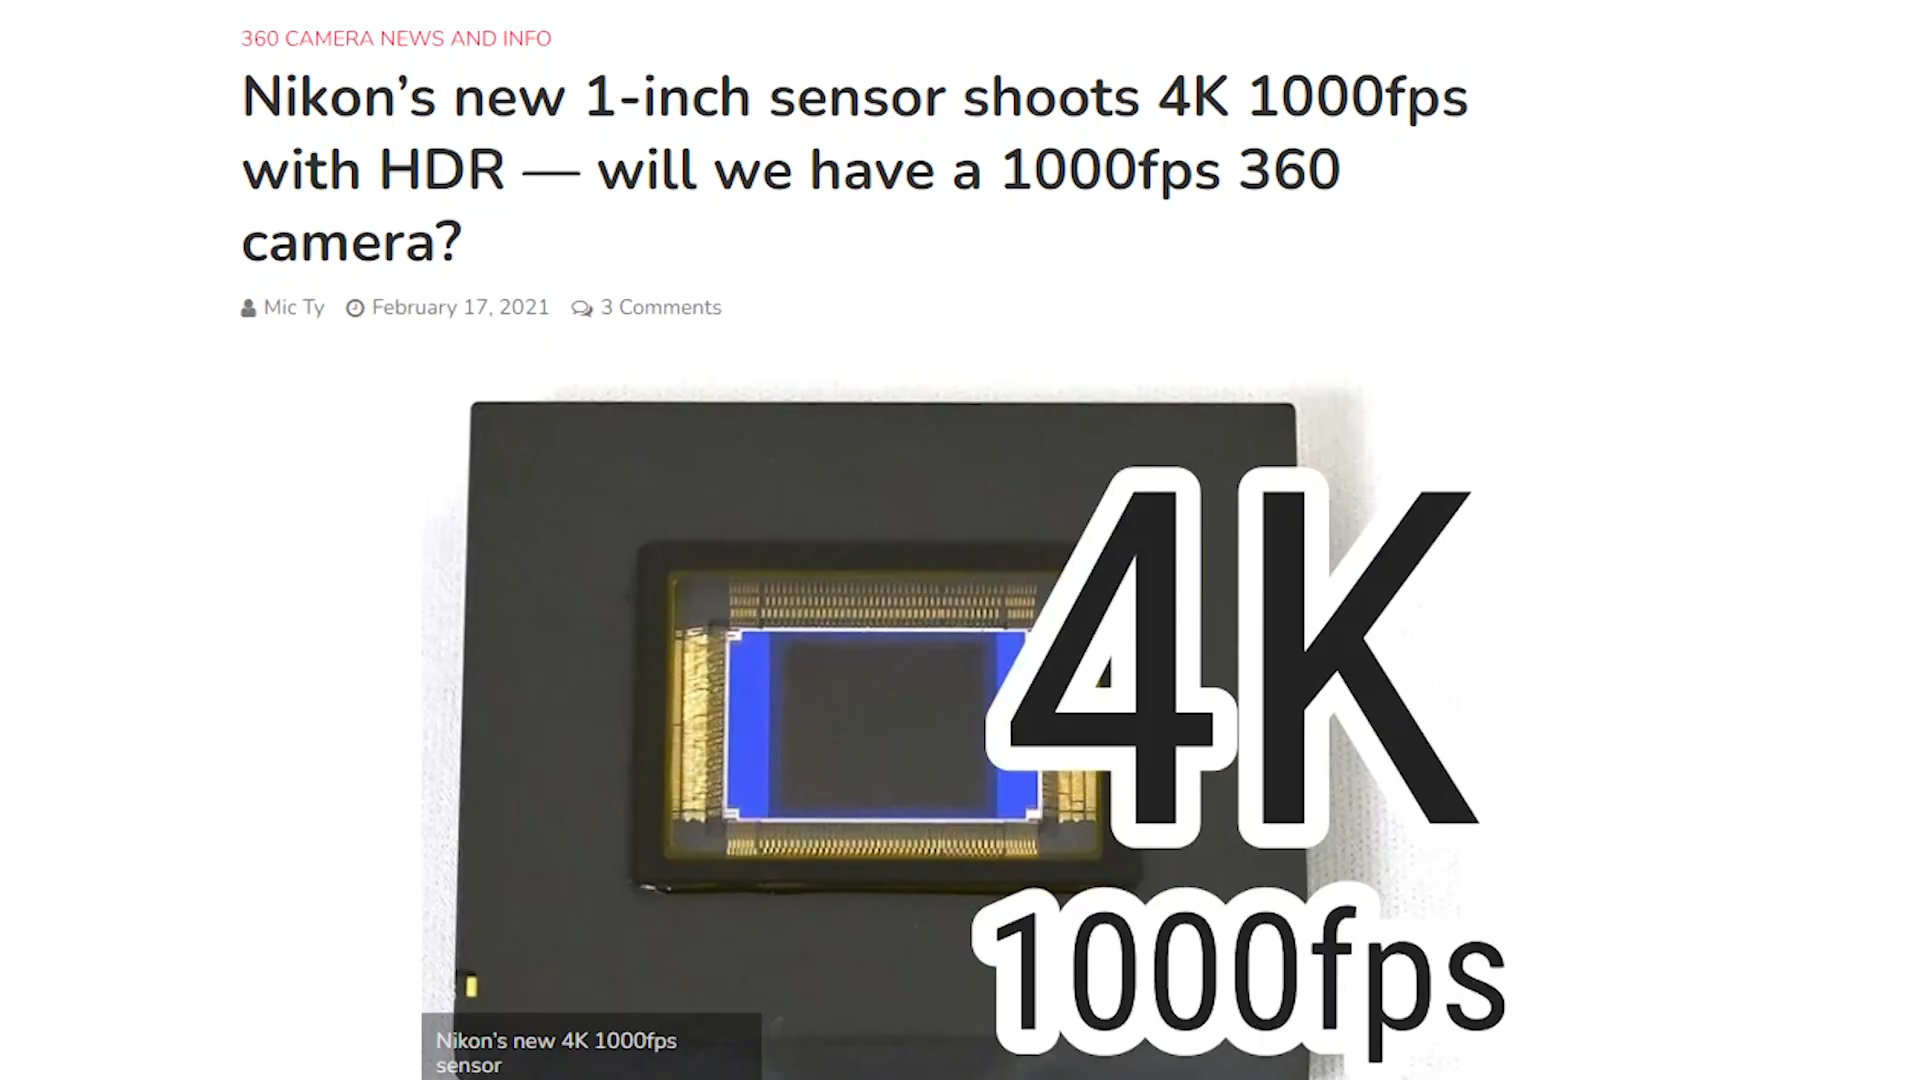 360 CAMERA NEWS AND INFO
Nikon’s new 1-inch sensor shoots 4K 1000fps
with HDR — will we have a 1000fps 360
camera?
Mic Ty February 17, 2021 3 Comments
4K
1000fps
Nikon’s new 4K 1000fps
sensor